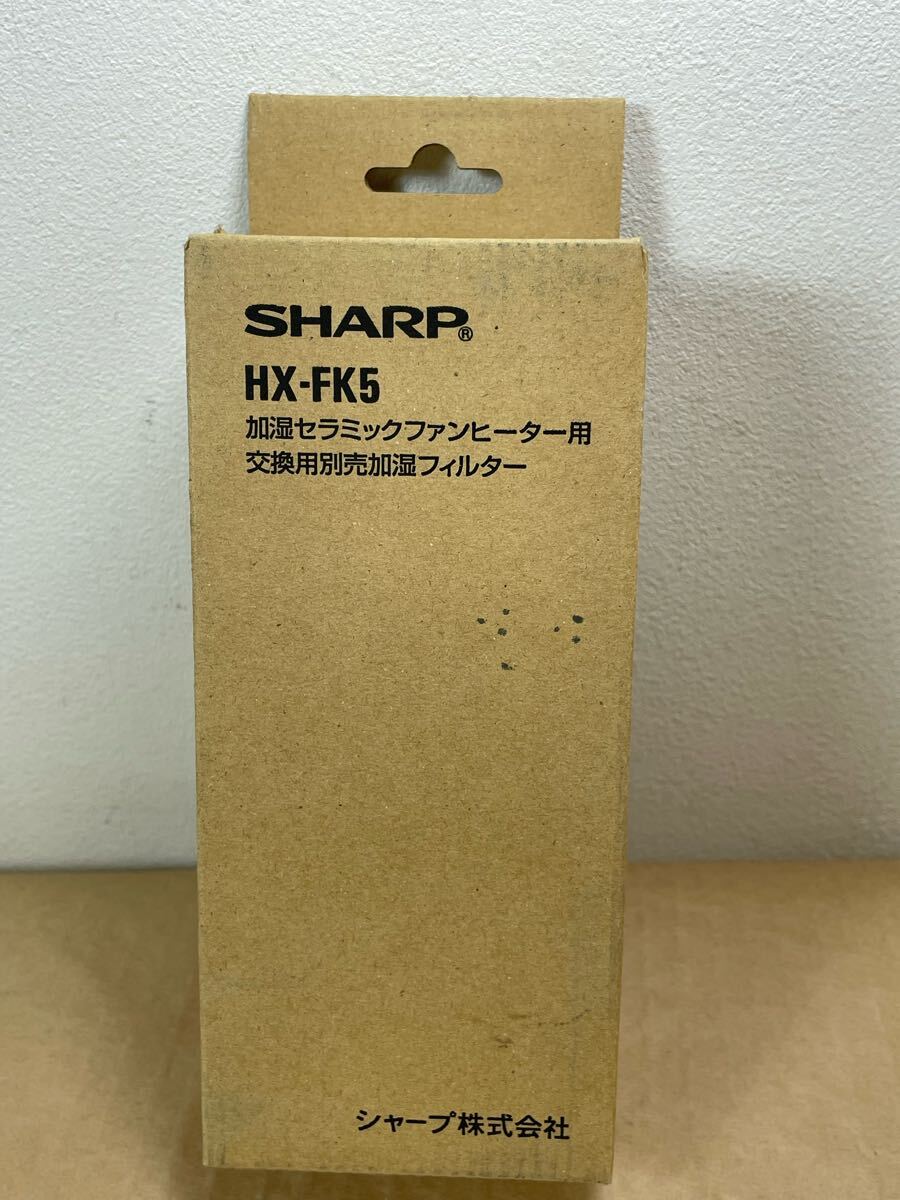 SHARP®
HX-FK5
加湿セラミックファンヒーター用
交換用別売加湿フィルター
シャープ株式会社